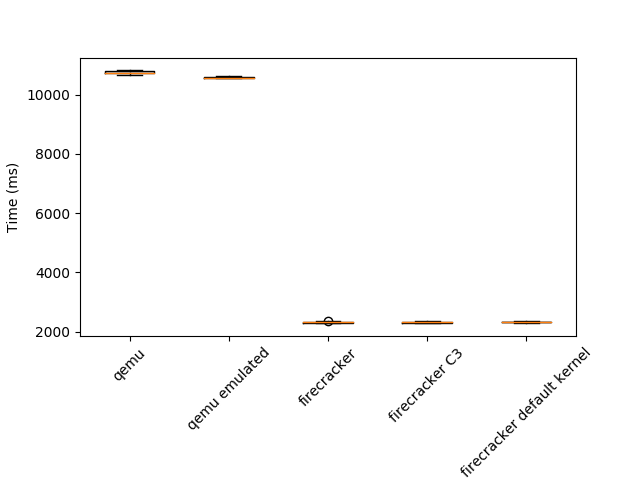 10000
8000
6000
4000
2000
Time (ms)
qemu
qemu emulated
firecracker
firecracker C3
firecracker default kernel